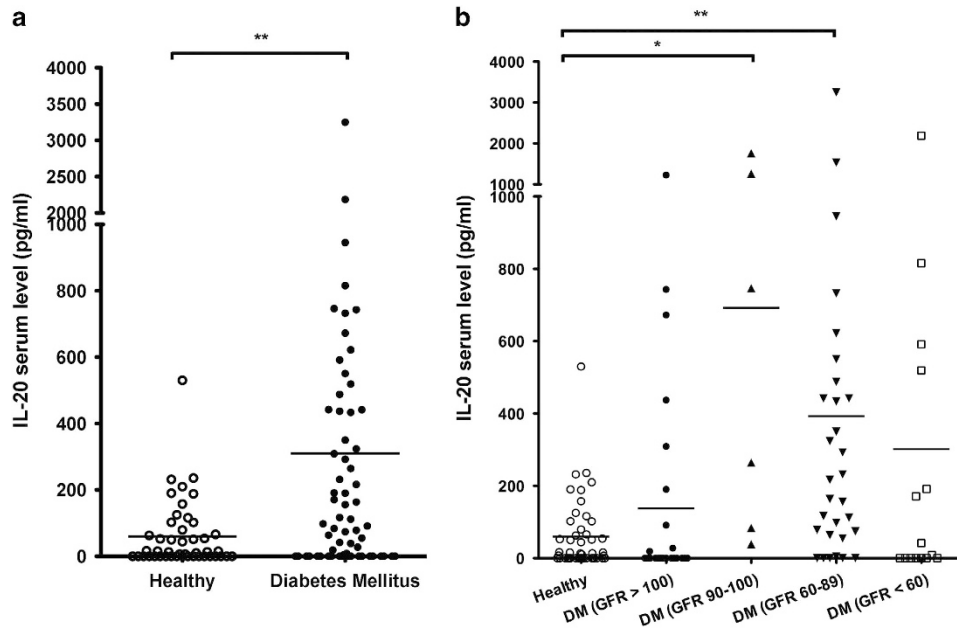 a
**
IL-20 serum level (pg/ml)
4000
3500
3000
2500
2000
1000
800
600
400
200
0
Healthy
Diabetes Mellitus
b
**
*
IL-20 serum level (pg/ml)
4000
3000
2000
1000
1000
800
600
400
200
0
Healthy
DM (GFR > 100)
DM (GFR 90-100)
DM (GFR 60-89)
DM (GFR < 60)